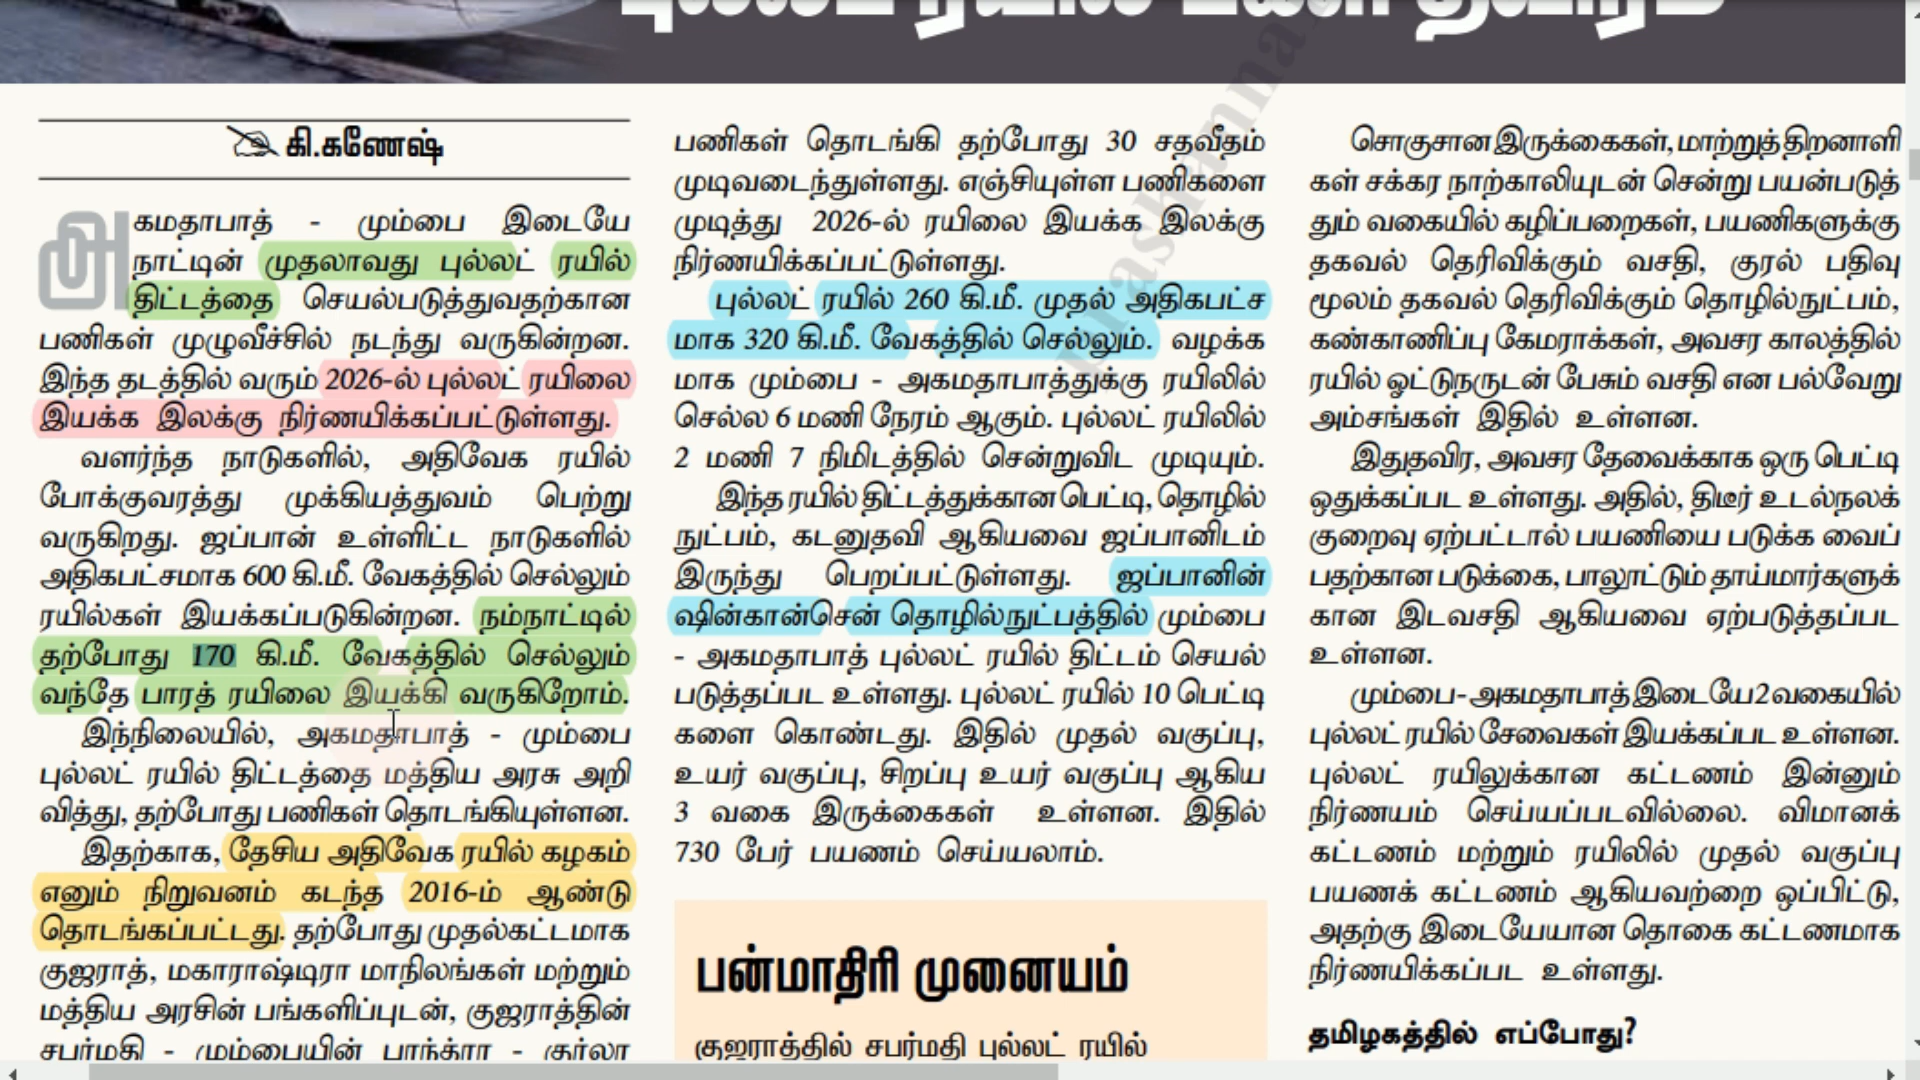 கி.கணேஷ்
அகமதாபாத் - மும்பை இடையே
நாட்டின் முதலாவது புல்லட் ரயில்
திட்டத்தை செயல்படுத்துவதற்கான
பணிகள் முழுவீச்சில் நடந்து வருகின்றன.
இந்த தடத்தில் வரும் 2026-ல் புல்லட் ரயிலை
இயக்க இலக்கு நிர்ணயிக்கப்பட்டுள்ளது.
வளர்ந்த நாடுகளில், அதிவேக ரயில்
போக்குவரத்து முக்கியத்துவம் பெற்று
வருகிறது. ஜப்பான் உள்ளிட்ட நாடுகளில்
அதிகபட்சமாக 600 கி.மீ. வேகத்தில் செல்லும்
ரயில்கள் இயக்கப்படுகின்றன. நம்நாட்டில்
தற்போது 170 கி.மீ. வேகத்தில் செல்லும்
வந்தே பாரத் ரயிலை இயக்கி வருகிறோம்.
இந்நிலையில், அகமதாபாத் - மும்பை
புல்லட் ரயில் திட்டத்தை மத்திய அரசு அறி
வித்து, தற்போது பணிகள் தொடங்கியுள்ளன.
இதற்காக, தேசிய அதிவேக ரயில் கழகம்
எனும் நிறுவனம் கடந்த 2016-ம் ஆண்டு
தொடங்கப்பட்டது. தற்போது முதல்கட்டமாக
குஜராத், மகாராஷ்டிரா மாநிலங்கள் மற்றும்
மத்திய அரசின் பங்களிப்புடன், குஜராத்தின்
சபர்மதி - மும்பையின் பாந்த்ரா - குர்லா
பணிகள் தொடங்கி தற்போது 30 சதவீதம்
முடிவடைந்துள்ளது. எஞ்சியுள்ள பணிகளை
முடித்து 2026-ல் ரயிலை இயக்க இலக்கு
நிர்ணயிக்கப்பட்டுள்ளது.
புல்லட் ரயில் 260 கி.மீ. முதல் அதிகபட்ச
மாக 320 கி.மீ. வேகத்தில் செல்லும். வழக்க
மாக மும்பை - அகமதாபாத்துக்கு ரயிலில்
செல்ல 6 மணி நேரம் ஆகும். புல்லட் ரயிலில்
2 மணி 7 நிமிடத்தில் சென்றுவிட முடியும்.
இந்த ரயில் திட்டத்துக்கான பெட்டி, தொழில்
நுட்பம், கடனுதவி ஆகியவை ஜப்பானிடம்
இருந்து பெறப்பட்டுள்ளது. ஜப்பானின்
ஷின்கான்சென் தொழில்நுட்பத்தில் மும்பை
- அகமதாபாத் புல்லட் ரயில் திட்டம் செயல்
படுத்தப்பட உள்ளது. புல்லட் ரயில் 10 பெட்டி
களை கொண்டது. இதில் முதல் வகுப்பு,
உயர் வகுப்பு, சிறப்பு உயர் வகுப்பு ஆகிய
3 வகை இருக்கைகள் உள்ளன. இதில்
730 பேர் பயணம் செய்யலாம்.
பன்மாதிரி முனையம்
குஜராத்தில் சபர்மதி புல்லட் ரயில்
சொகுசான இருக்கைகள், மாற்றுத்திறனாளி
கள் சக்கர நாற்காலியுடன் சென்று பயன்படுத்
தும் வகையில் கழிப்பறைகள், பயணிகளுக்கு
தகவல் தெரிவிக்கும் வசதி, குரல் பதிவு
மூலம் தகவல் தெரிவிக்கும் தொழில்நுட்பம்,
கண்காணிப்பு கேமராக்கள், அவசர காலத்தில்
ரயில் ஓட்டுநருடன் பேசும் வசதி என பல்வேறு
அம்சங்கள் இதில் உள்ளன.
இதுதவிர, அவசர தேவைக்காக ஒரு பெட்டி
ஒதுக்கப்பட உள்ளது. அதில், திடீர் உடல்நலக்
குறைவு ஏற்பட்டால் பயணியை படுக்க வைப்
பதற்கான படுக்கை, பாலூட்டும் தாய்மார்களுக்
கான இடவசதி ஆகியவை ஏற்படுத்தப்பட
உள்ளன.
மும்பை - அகமதாபாத் இடையே 2 வகையில்
புல்லட் ரயில் சேவைகள் இயக்கப்பட உள்ளன.
புல்லட் ரயிலுக்கான கட்டணம் இன்னும்
நிர்ணயம் செய்யப்படவில்லை. விமானக்
கட்டணம் மற்றும் ரயிலில் முதல் வகுப்பு
பயணக் கட்டணம் ஆகியவற்றை ஒப்பிட்டு,
அதற்கு இடையேயான தொகை கட்டணமாக
நிர்ணயிக்கப்பட உள்ளது.
தமிழகத்தில் எப்போது?